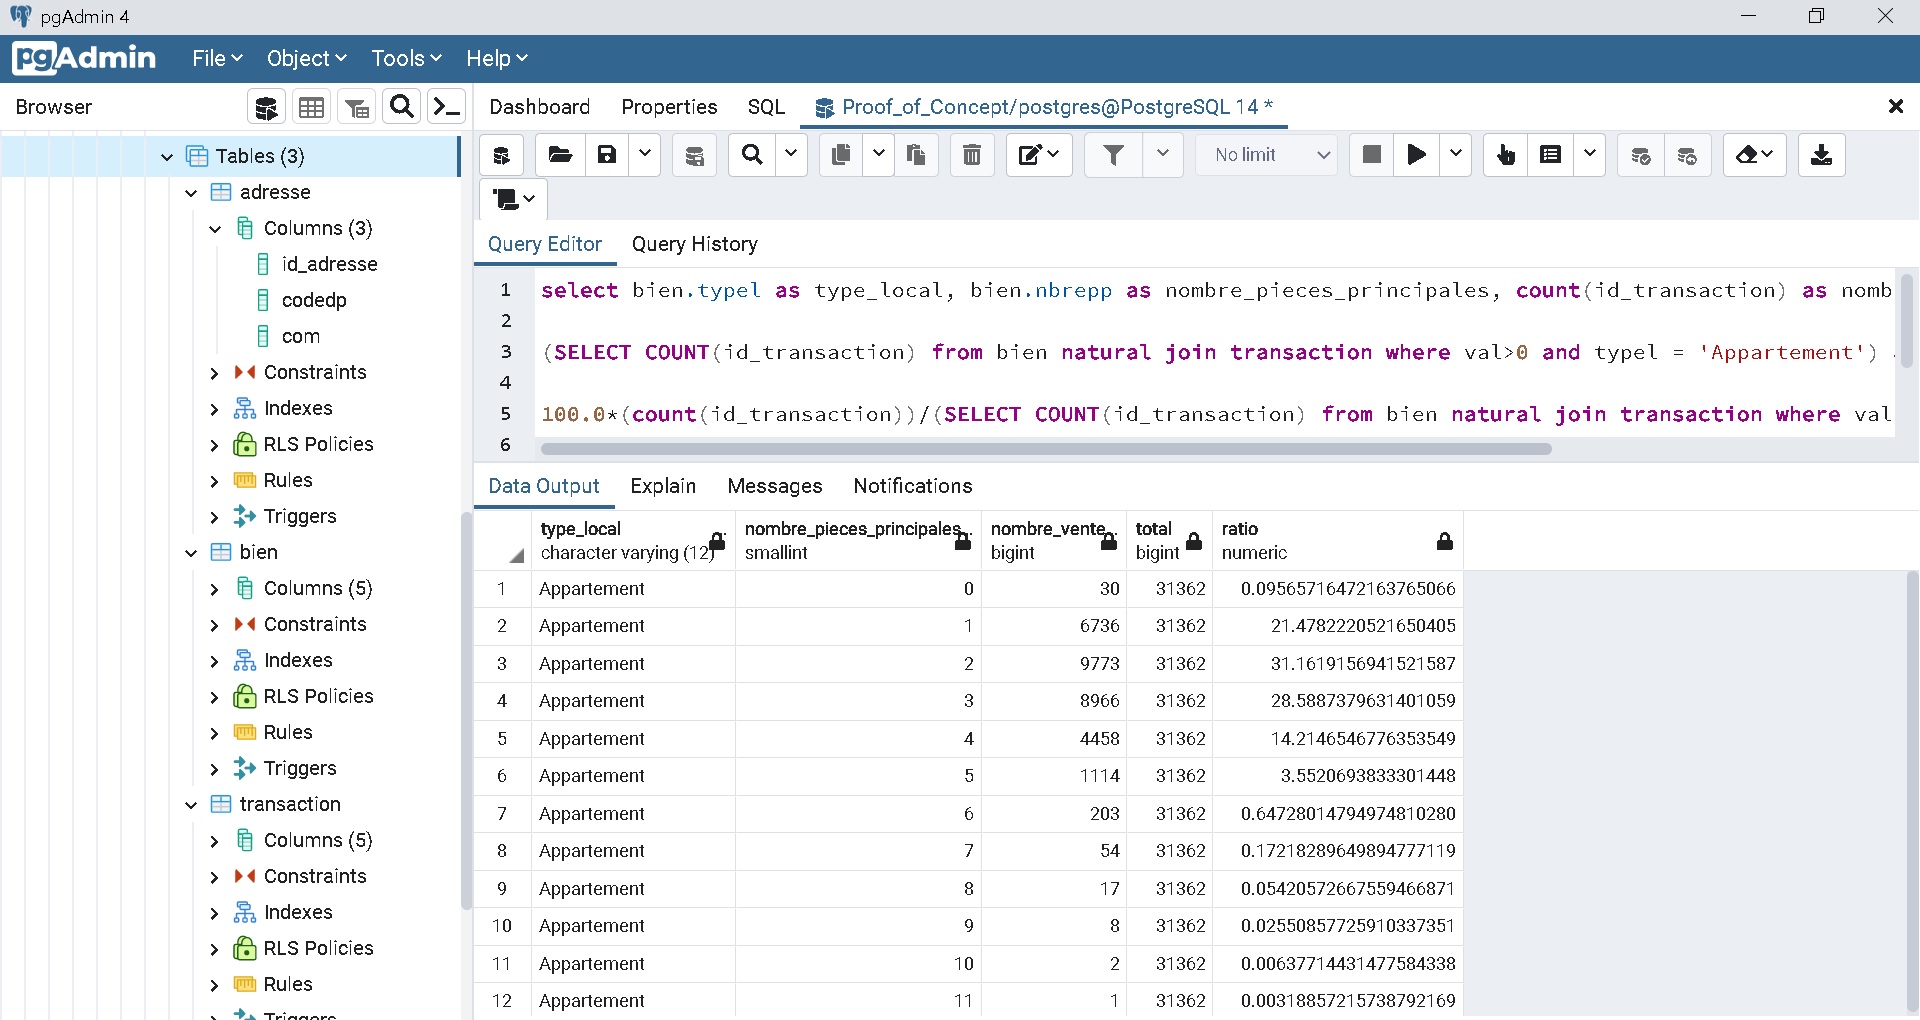 pgAdmin 4
pgAdmin File Object Tools Help
Browser
Dashboard Properties SQL Proof_of_Concept/postgres@PostgreSQL 14 *
No limit
Tables (3)
adresse
Columns (3)
id_adresse
codedp
com
Constraints
Indexes
RLS Policies
Rules
Triggers
bien
Columns (5)
Constraints
Indexes
RLS Policies
Rules
Triggers
transaction
Columns (5)
Constraints
Indexes
RLS Policies
Rules
Triggers
Query Editor Query History
1 select bien.typel as type_local, bien.nbrepp as nombre_pieces_principales, count(id_transaction) as nomb
2
3 (SELECT COUNT(id_transaction) from bien natural join transaction where val>0 and typel = 'Appartement')
4
5 100.0*(count(id_transaction))/(SELECT COUNT(id_transaction) from bien natural join transaction where val
6
Data Output Explain Messages Notifications
type_local nombre_pieces_principales nombre_vente total ratio
character varying (12) smallint bigint bigint numeric
1 Appartement 0 30 31362 0.09565716472163765066
2 Appartement 1 6736 31362 21.4782220521650405
3 Appartement 2 9773 31362 31.1619156941521587
4 Appartement 3 8966 31362 28.5887379631401059
5 Appartement 4 4458 31362 14.2146546776353549
6 Appartement 5 1114 31362 3.5520693833301448
7 Appartement 6 203 31362 0.64728014794974810280
8 Appartement 7 54 31362 0.17218289649894777119
9 Appartement 8 17 31362 0.05420572667559466871
10 Appartement 9 8 31362 0.02550857725910337351
11 Appartement 10 2 31362 0.00637714431477584338
12 Appartement 11 1 31362 0.00318857215738792169